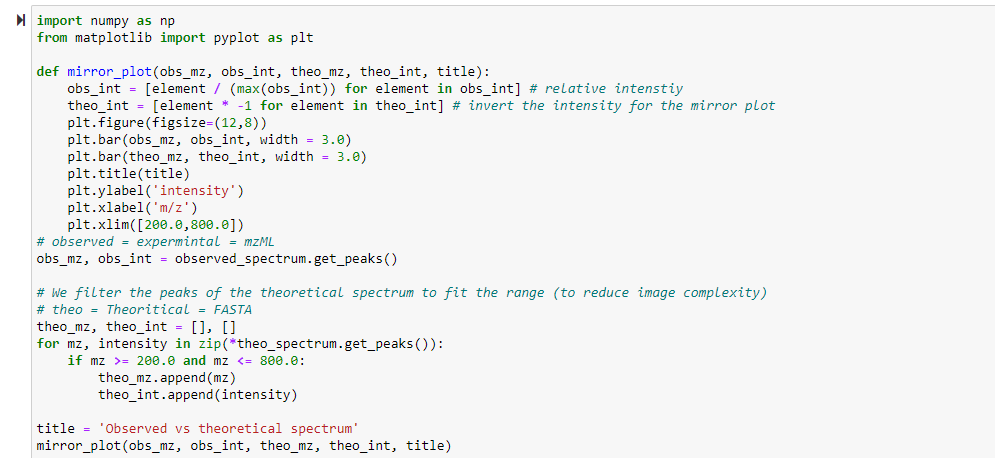 import numpy as np
from matplotlib import pyplot as plt

def mirror_plot(obs_mz, obs_int, theo_mz, theo_int, title):
    obs_int = [element / (max(obs_int)) for element in obs_int] # relative intenstiy
    theo_int = [element * -1 for element in theo_int] # invert the intensity for the mirror plot
    plt.figure(figsize=(12,8))
    plt.bar(obs_mz, obs_int, width = 3.0)
    plt.bar(theo_mz, theo_int, width = 3.0)
    plt.title(title)
    plt.ylabel('intensity')
    plt.xlabel('m/z')
    plt.xlim([200.0,800.0])
# observed = expermintal = mzML
obs_mz, obs_int = observed_spectrum.get_peaks()

# We filter the peaks of the theoretical spectrum to fit the range (to reduce image complexity)
# theo = Theoritical = FASTA
theo_mz, theo_int = [], []
for mz, intensity in zip(*theo_spectrum.get_peaks()):
    if mz >= 200.0 and mz <= 800.0:
        theo_mz.append(mz)
        theo_int.append(intensity)

title = 'Observed vs theoretical spectrum'
mirror_plot(obs_mz, obs_int, theo_mz, theo_int, title)